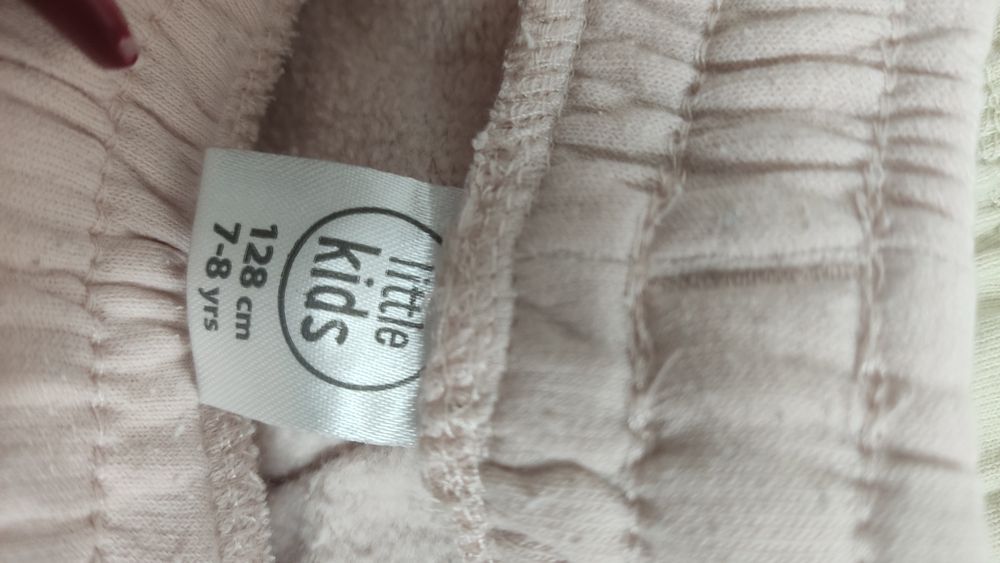 little
kids
128 cm
7-8 yrs